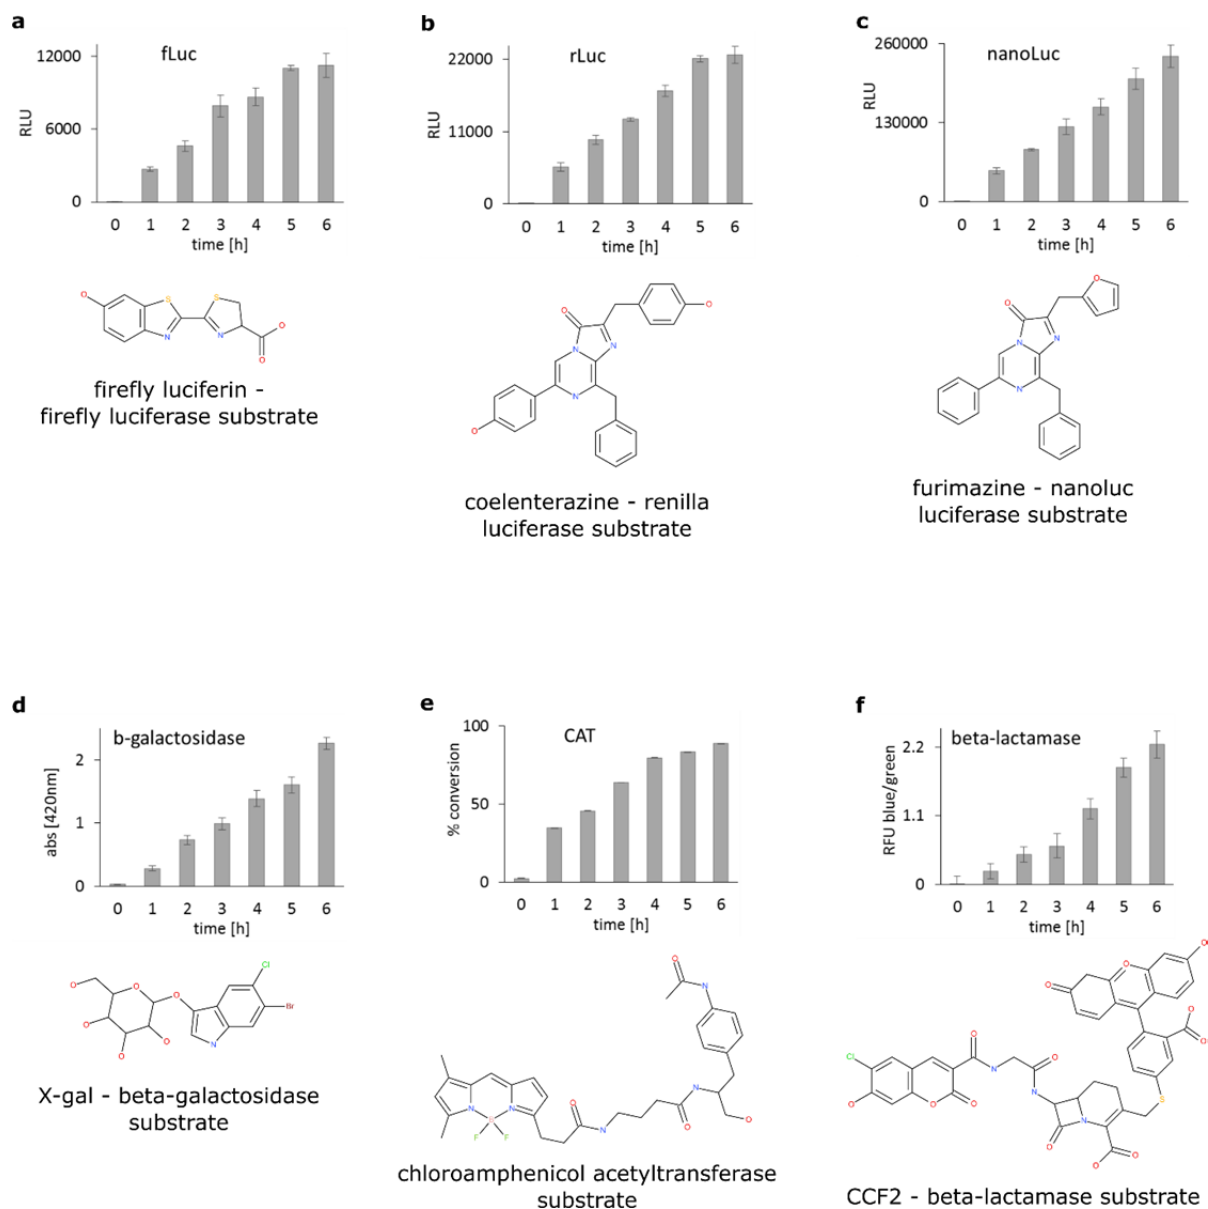 a
fLuc
12000
6000
0
RLU
0 1 2 3 4 5 6
time [h]
firefly luciferin -
firefly luciferase substrate
b
rLuc
22000
11000
0
RLU
0 1 2 3 4 5 6
time [h]
coelenterazine - renilla
luciferase substrate
c
nanoLuc
260000
130000
0
RLU
0 1 2 3 4 5 6
time [h]
furimazine - nanoluc
luciferase substrate
d
b-galactosidase
2
1
0
abs [420nm]
0 1 2 3 4 5 6
time [h]
X-gal - beta-galactosidase
substrate
e
CAT
100
50
0
% conversion
0 1 2 3 4 5 6
time [h]
chloroamphenicol acetyltransferase
substrate
f
beta-lactamase
2.2
1.1
0
RFU blue/green
0 1 2 3 4 5 6
time [h]
CCF2 - beta-lactamase substrate